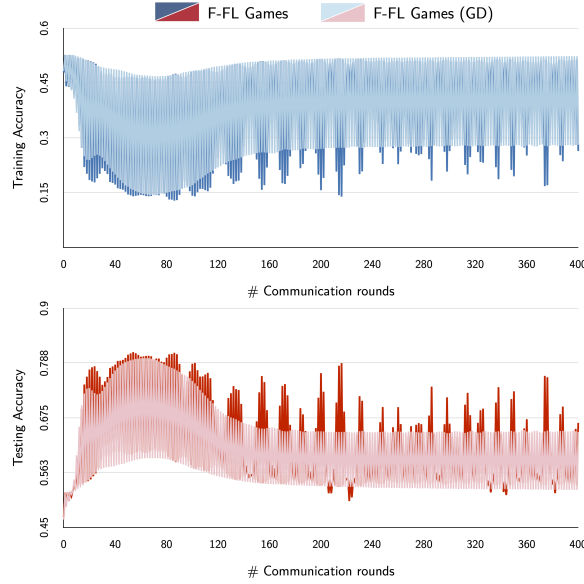 F-FL Games F-FL Games (GD)
0.6
0.45
0.3
0.15
Training Accuracy
0 40 80 120 160 200 240 280 320 360 400
# Communication rounds
0.9
0.788
0.675
0.563
0.45
Testing Accuracy
0 40 80 120 160 200 240 280 320 360 400
# Communication rounds